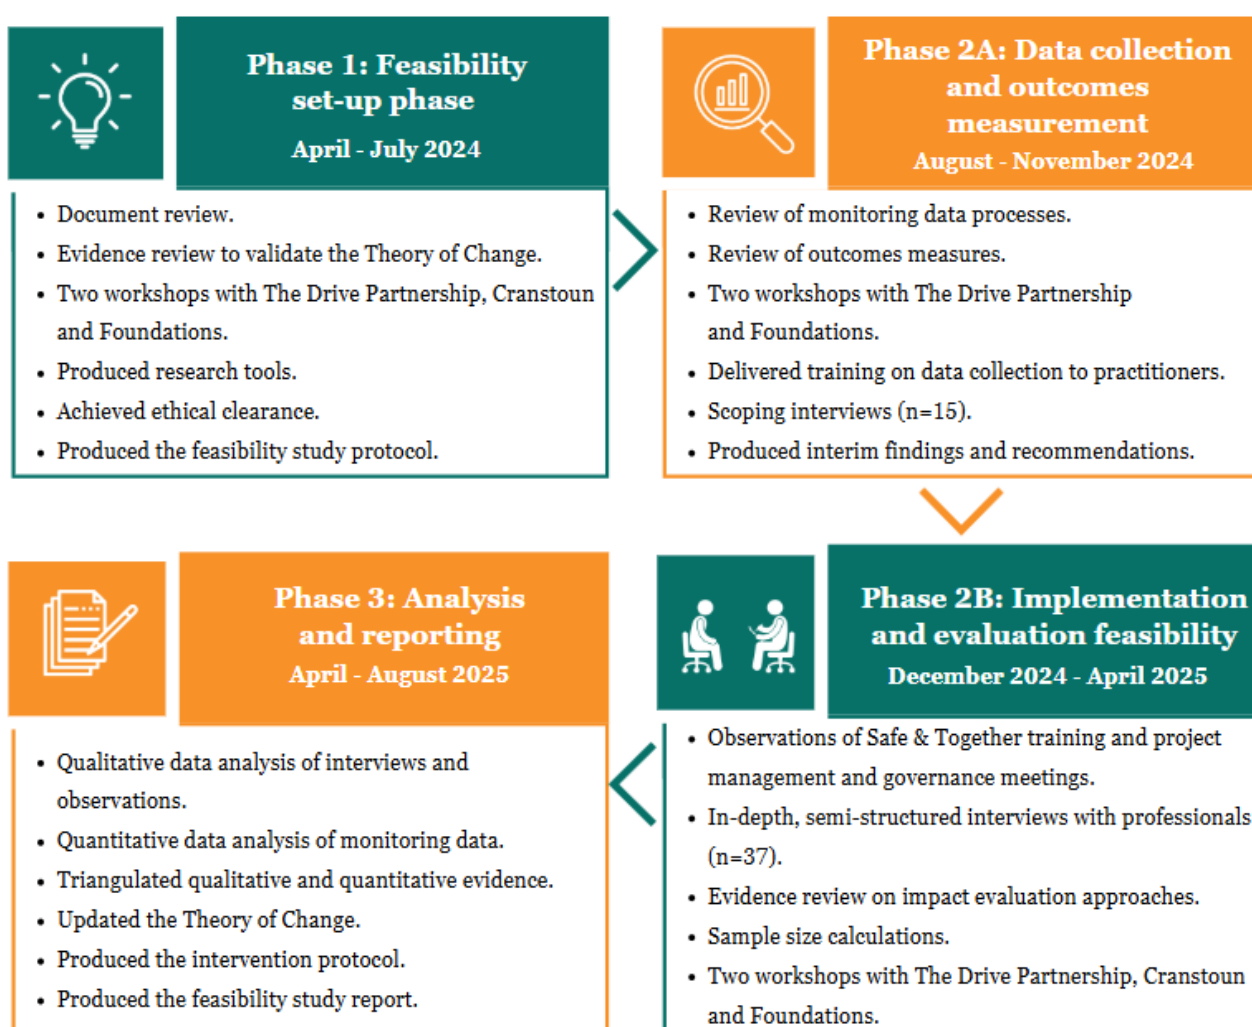 Phase 1: Feasibility
set-up phase
April - July 2024
• Document review.
• Evidence review to validate the Theory of Change.
• Two workshops with The Drive Partnership, Cranstoun
and Foundations.
• Produced research tools.
• Achieved ethical clearance.
• Produced the feasibility study protocol.
Phase 2A: Data collection
and outcomes
measurement
August - November 2024
• Review of monitoring data processes.
• Review of outcomes measures.
• Two workshops with The Drive Partnership
and Foundations.
• Delivered training on data collection to practitioners.
• Scoping interviews (n=15).
• Produced interim findings and recommendations.
Phase 2B: Implementation
and evaluation feasibility
December 2024 - April 2025
• Observations of Safe & Together training and project
management and governance meetings.
• In-depth, semi-structured interviews with professionals
(n=37).
• Evidence review on impact evaluation approaches.
• Sample size calculations.
• Two workshops with The Drive Partnership, Cranstoun
and Foundations.
Phase 3: Analysis
and reporting
April - August 2025
• Qualitative data analysis of interviews and
observations.
• Quantitative data analysis of monitoring data.
• Triangulated qualitative and quantitative evidence.
• Updated the Theory of Change.
• Produced the intervention protocol.
• Produced the feasibility study report.